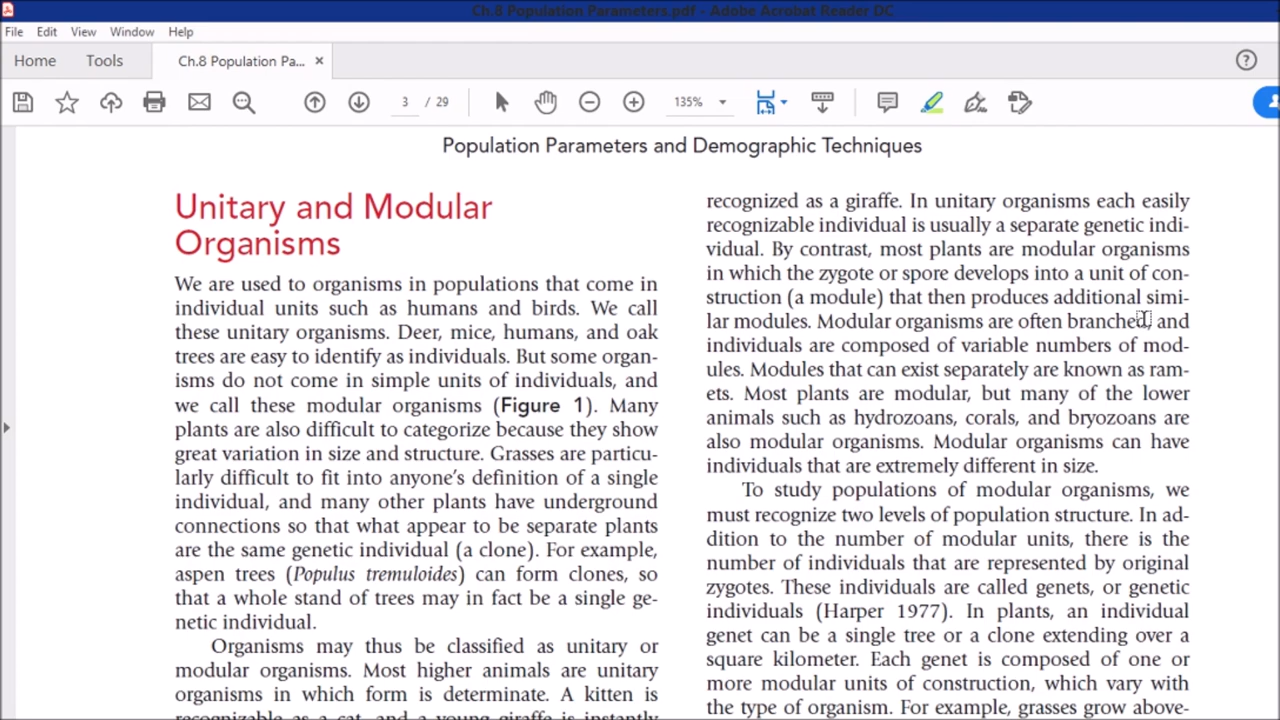 Ch.8 Population Parameters.pdf - Adobe Acrobat Reader DC
File Edit View Window Help
Home Tools Ch.8 Population Pa... ×
3 / 29 135%
Population Parameters and Demographic Techniques
Unitary and Modular
Organisms
We are used to organisms in populations that come in
individual units such as humans and birds. We call
these unitary organisms. Deer, mice, humans, and oak
trees are easy to identify as individuals. But some organ-
isms do not come in simple units of individuals, and
we call these modular organisms (Figure 1). Many
plants are also difficult to categorize because they show
great variation in size and structure. Grasses are particu-
larly difficult to fit into anyone’s definition of a single
individual, and many other plants have underground
connections so that what appear to be separate plants
are the same genetic individual (a clone). For example,
aspen trees (Populus tremuloides) can form clones, so
that a whole stand of trees may in fact be a single ge-
netic individual.
Organisms may thus be classified as unitary or
modular organisms. Most higher animals are unitary
organisms in which form is determinate. A kitten is
recognizable as a cat, and a young giraffe is instantly
recognized as a giraffe. In unitary organisms each easily
recognizable individual is usually a separate genetic indi-
vidual. By contrast, most plants are modular organisms
in which the zygote or spore develops into a unit of con-
struction (a module) that then produces additional simi-
lar modules. Modular organisms are often branched, and
individuals are composed of variable numbers of mod-
ules. Modules that can exist separately are known as ram-
ets. Most plants are modular, but many of the lower
animals such as hydrozoans, corals, and bryozoans are
also modular organisms. Modular organisms can have
individuals that are extremely different in size.
To study populations of modular organisms, we
must recognize two levels of population structure. In ad-
dition to the number of modular units, there is the
number of individuals that are represented by original
zygotes. These individuals are called genets, or genetic
individuals (Harper 1977). In plants, an individual
genet can be a single tree or a clone extending over a
square kilometer. Each genet is composed of one or
more modular units of construction, which vary with
the type of organism. For example, grasses grow above-